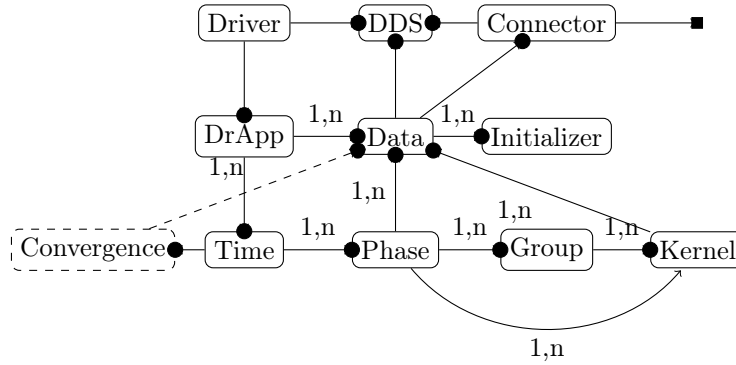 Driver
DDS
Connector
1,n
1,n
DrApp
Data
Initializer
1,n
1,n
1,n
1,n
1,n
1,n
Convergence
Time
Phase
Group
Kernel
1,n